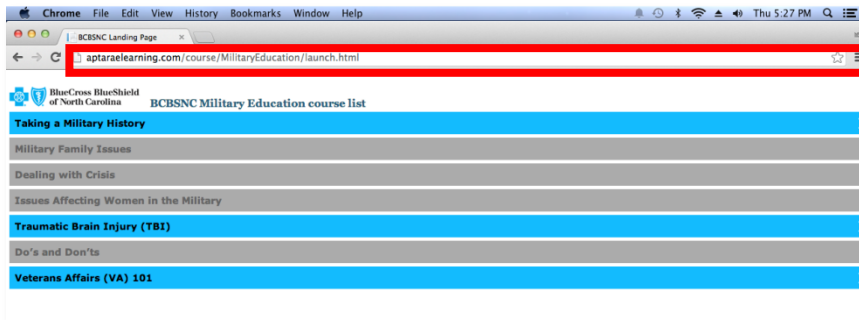 Chrome File Edit View History Bookmarks Window Help Thu 5:27 PM
BCBSNC Landing Page
aptaraelearning.com/course/MilitaryEducation/launch.html
BlueCross BlueShield
of North Carolina
BCBSNC Military Education course list
Taking a Military History
Military Family Issues
Dealing with Crisis
Issues Affecting Women in the Military
Traumatic Brain Injury (TBI)
Do's and Don'ts
Veterans Affairs (VA) 101